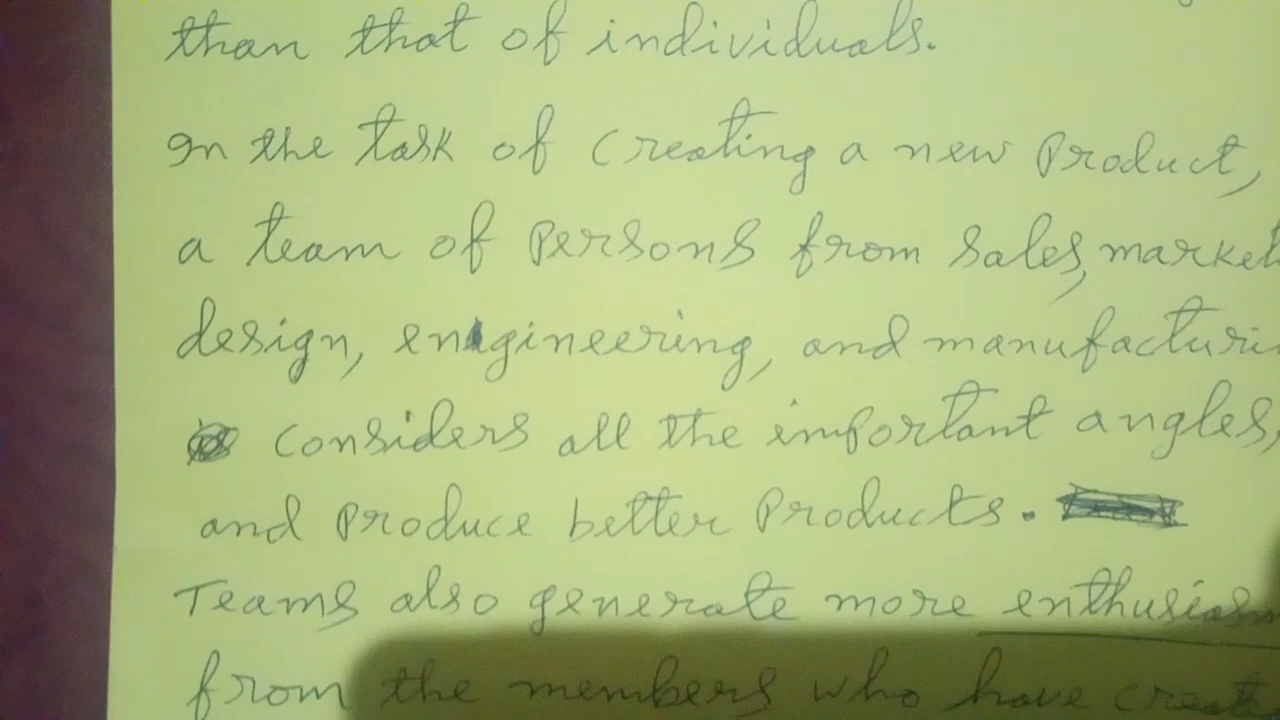 than that of individuals.
In the task of creating a new Product,
a team of Persons from sales, market
design, engineering, and manufacturi
considers all the important angles,
and Produce better Products.
Teams also generate more enthusiasm
from the members who have creat